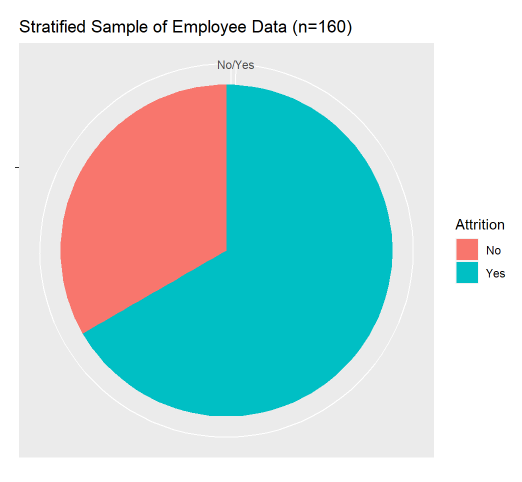 Stratified Sample of Employee Data (n=160)
No/Yes
Attrition
No
Yes